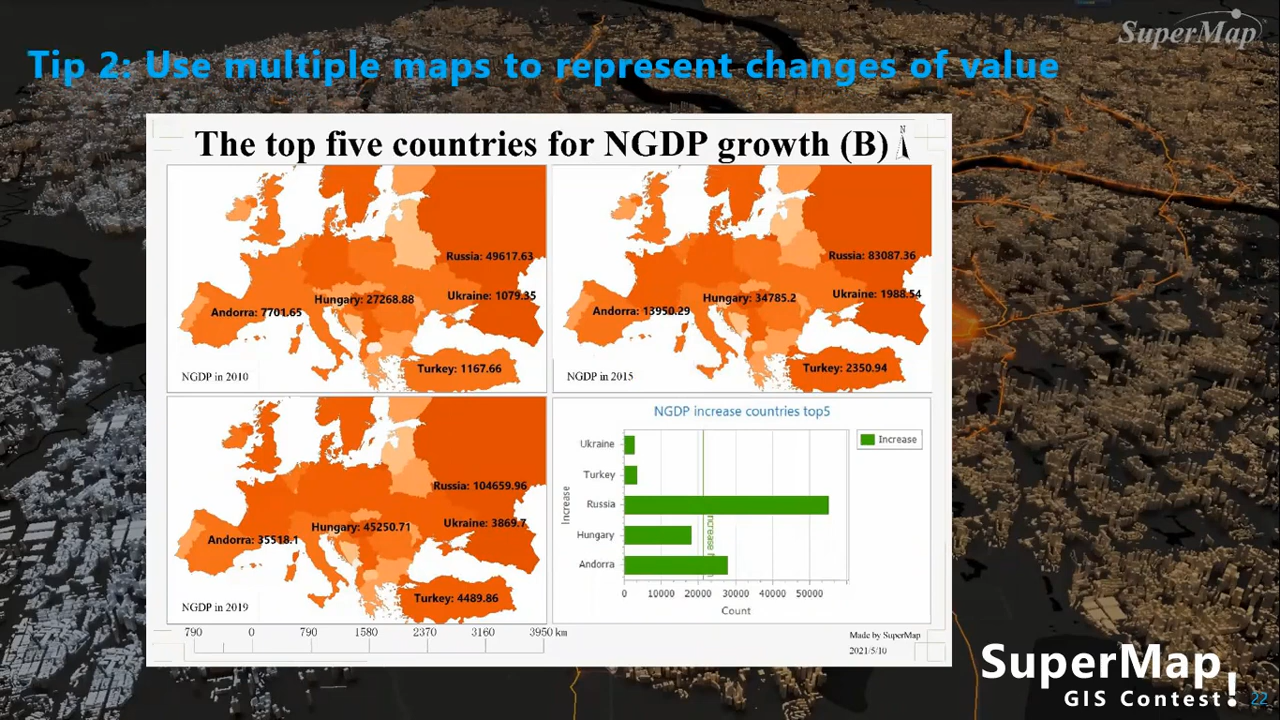 SuperMap
Tip 2: Use multiple maps to represent changes of value
The top five countries for NGDP growth (B)
N
Russia: 49617.63
Ukraine: 1079.35
Hungary: 27268.88
Andorra: 7701.65
Turkey: 1167.66
NGDP in 2010
Russia: 83087.36
Ukraine: 1988.54
Hungary: 34785.2
Andorra: 13950.29
Turkey: 2350.94
NGDP in 2015
Russia: 104659.96
Ukraine: 3869.7
Hungary: 45250.71
Andorra: 35518.1
Turkey: 4489.86
NGDP in 2019
NGDP increase countries top5
Increase
Ukraine
Turkey
Russia
Hungary
Andorra
Increase
0 10000 20000 30000 40000 50000
Count
790 0 790 1580 2370 3160 3950 km
Made by SuperMap
2021/5/10
SuperMap
GIS Contest!
22